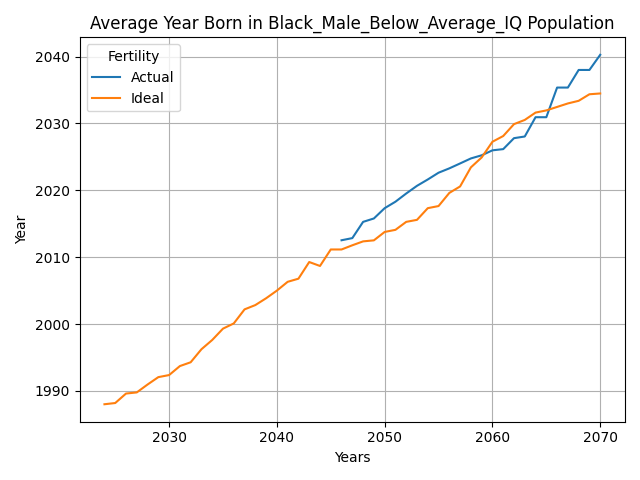 Average Year Born in Black_Male_Below_Average_IQ Population
Fertility
Actual
Ideal
Year
2040
2030
2020
2010
2000
1990
2030
2040
2050
2060
2070
Years